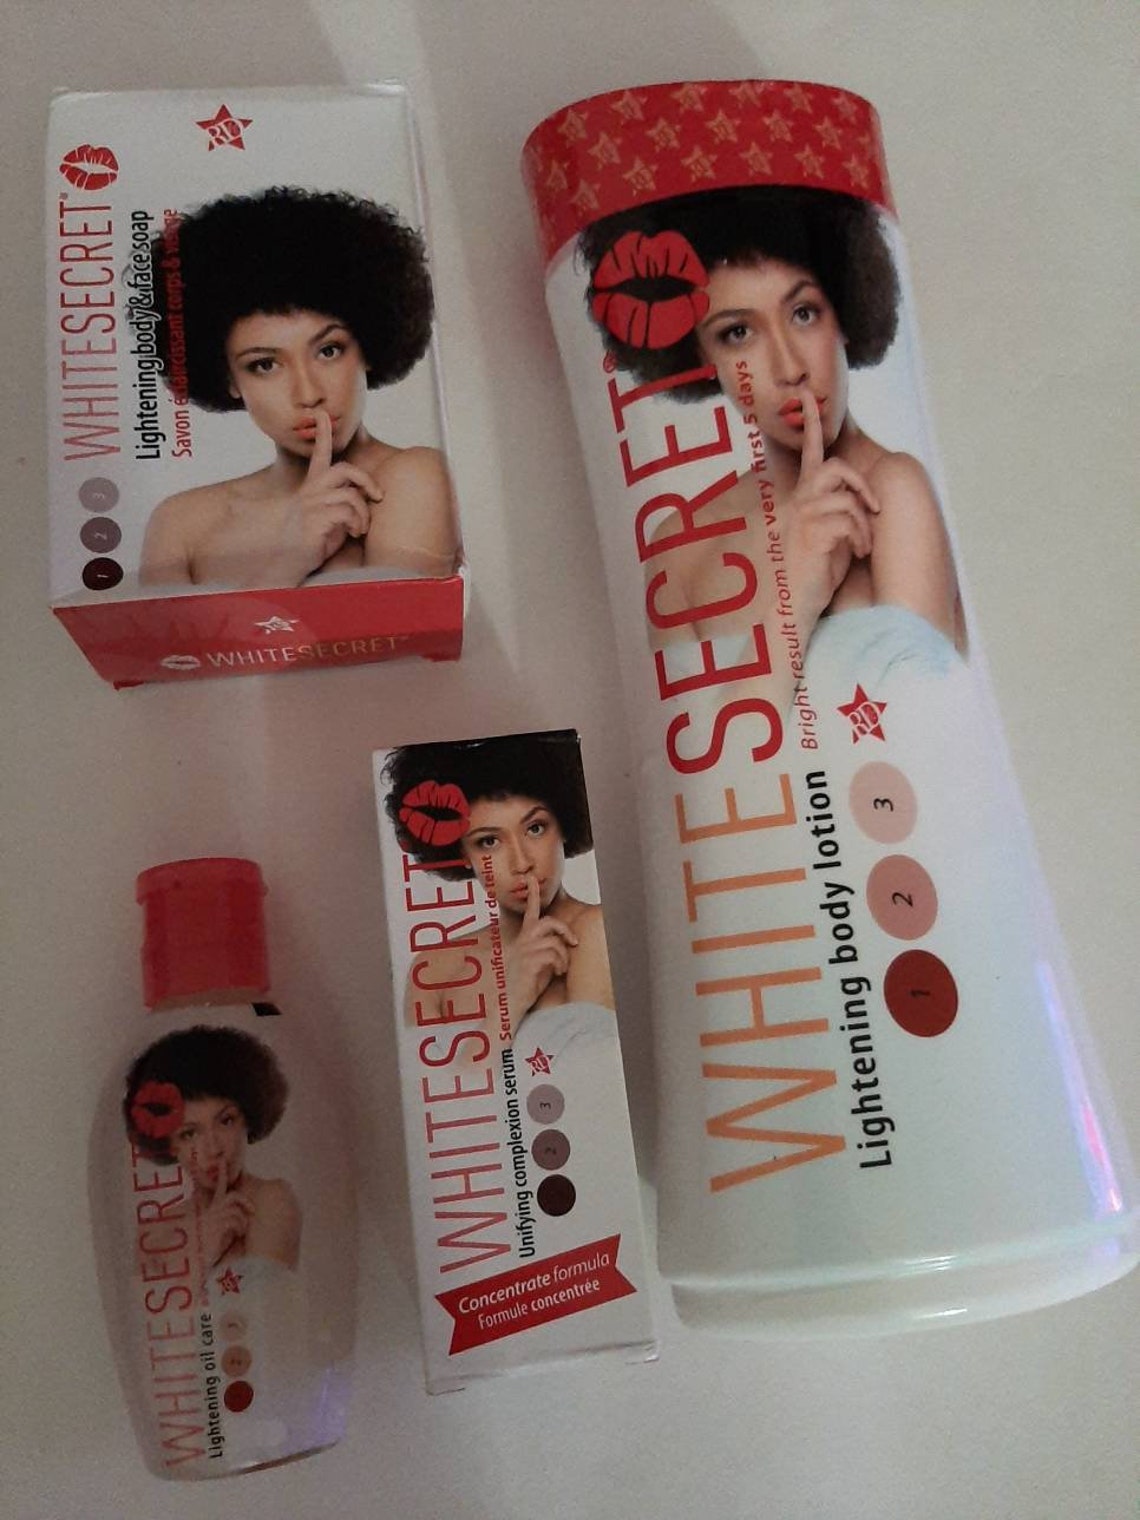 RD
WHITESECRET®
Lightening body & face soap
Savon éclaircissant corps & visage
1 2 3
WHITESECRET®
WHITESECRET®
Bright result from the very first 5 days
Lightening body lotion
RD
1 2 3
WHITESECRET
Serum unificateur de teint
Unifying complexion serum
RD
2 3
Concentrate formula
Formule concentrée
WHITESECRET
Lightening oil care
2